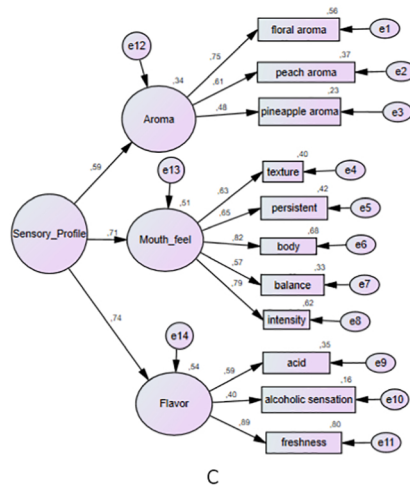 ,56
floral aroma
e1
e12
,75
,37
,34
,61
peach aroma
e2
,23
Aroma
,48
pineapple aroma
e3
,59
e13
,40
texture
e4
,63
,42
,51
,65
persistent
e5
Sensory_Profile
,71
Mouth_feel
,82
,68
body
e6
,57
,33
balance
e7
,79
,62
intensity
e8
,74
e14
,35
acid
e9
,54
,59
,16
Flavor
,40
alcoholic sensation
e10
,89
,80
freshness
e11
C